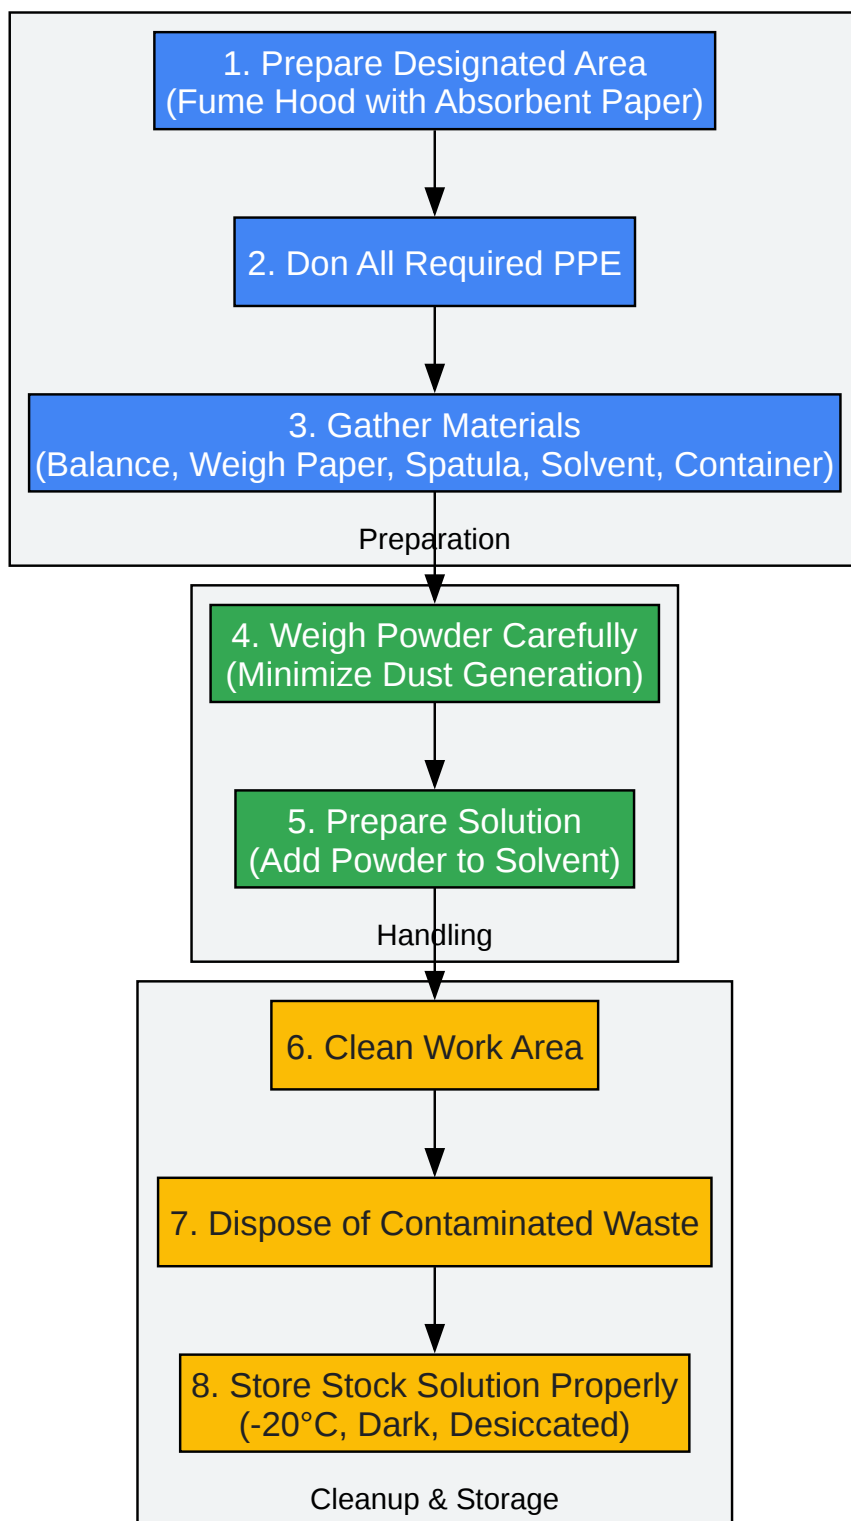 1. Prepare Designated Area
(Fume Hood with Absorbent Paper)
2. Don All Required PPE
3. Gather Materials
(Balance, Weigh Paper, Spatula, Solvent, Container)
Preparation
4. Weigh Powder Carefully
(Minimize Dust Generation)
5. Prepare Solution
(Add Powder to Solvent)
Handling
6. Clean Work Area
7. Dispose of Contaminated Waste
8. Store Stock Solution Properly
(-20°C, Dark, Desiccated)
Cleanup & Storage